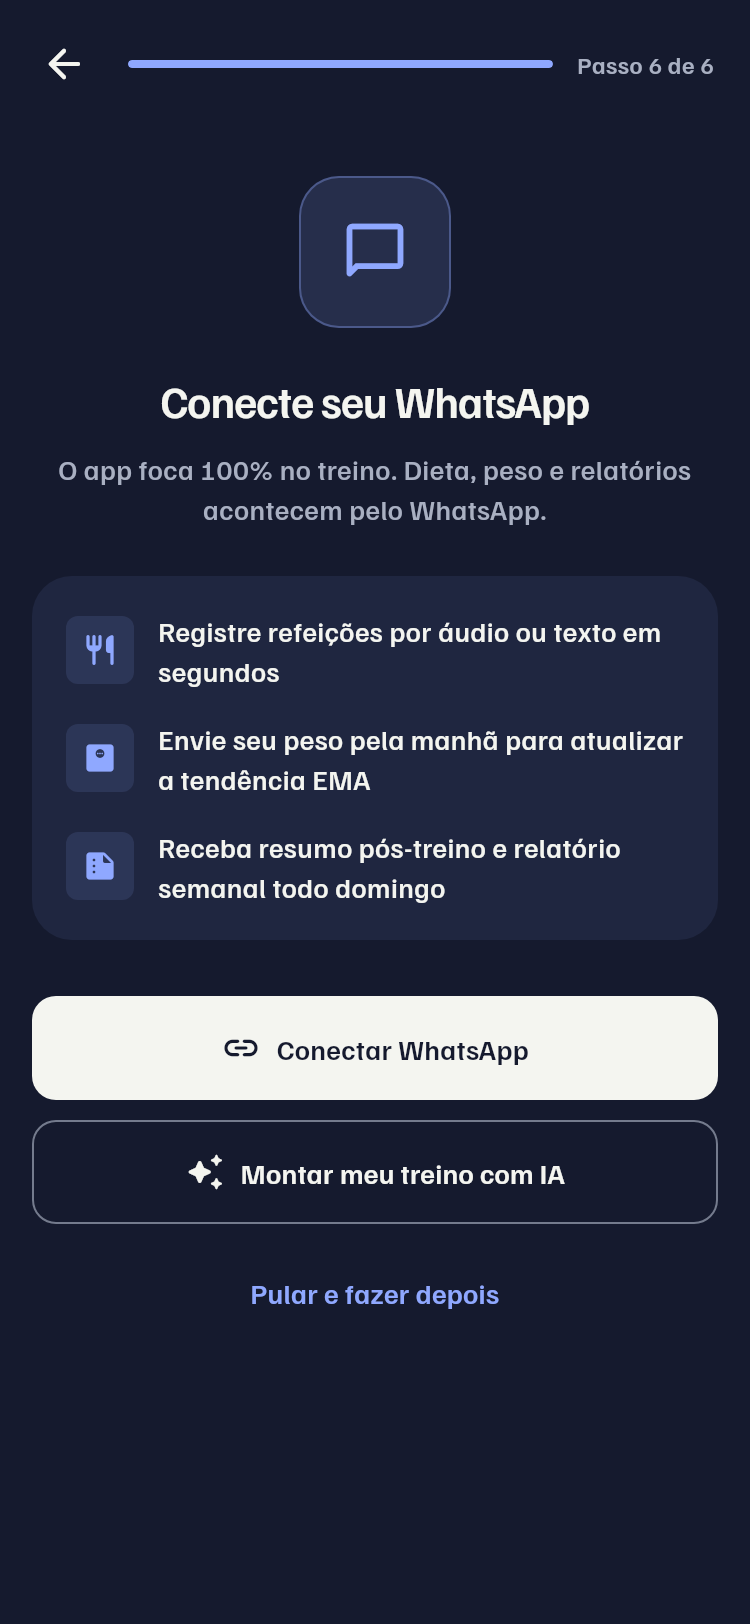 Passo 6 de 6
Conecte seu WhatsApp
O app foca 100% no treino. Dieta, peso e relatórios
acontecem pelo WhatsApp.
Registre refeições por áudio ou texto em
segundos
Envie seu peso pela manhã para atualizar
a tendência EMA
Receba resumo pós-treino e relatório
semanal todo domingo
Conectar WhatsApp
Montar meu treino com IA
Pular e fazer depois